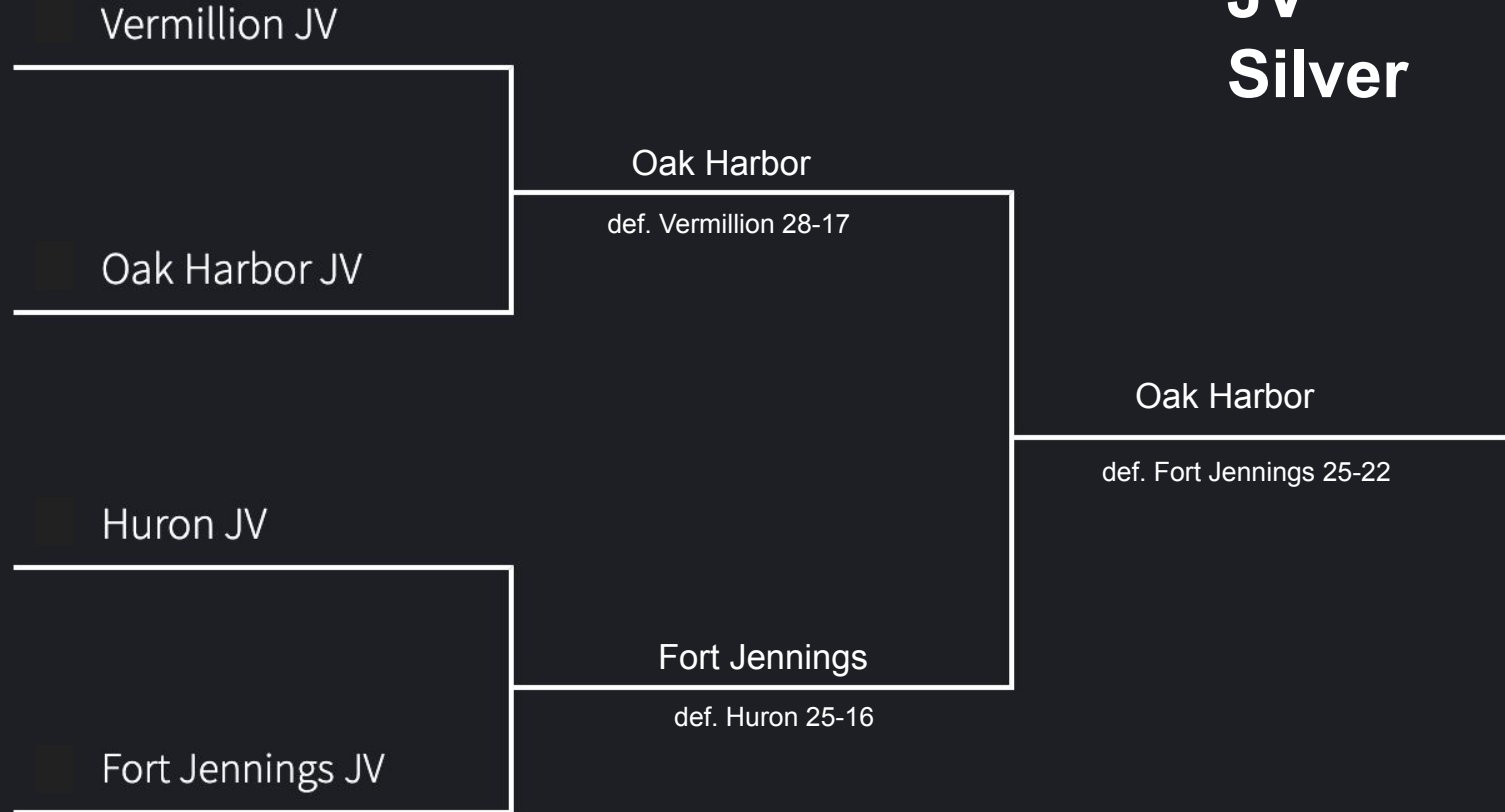 JV
Silver
Vermillion JV
Oak Harbor
def. Vermillion 28-17
Oak Harbor JV
Oak Harbor
def. Fort Jennings 25-22
Huron JV
Fort Jennings
def. Huron 25-16
Fort Jennings JV